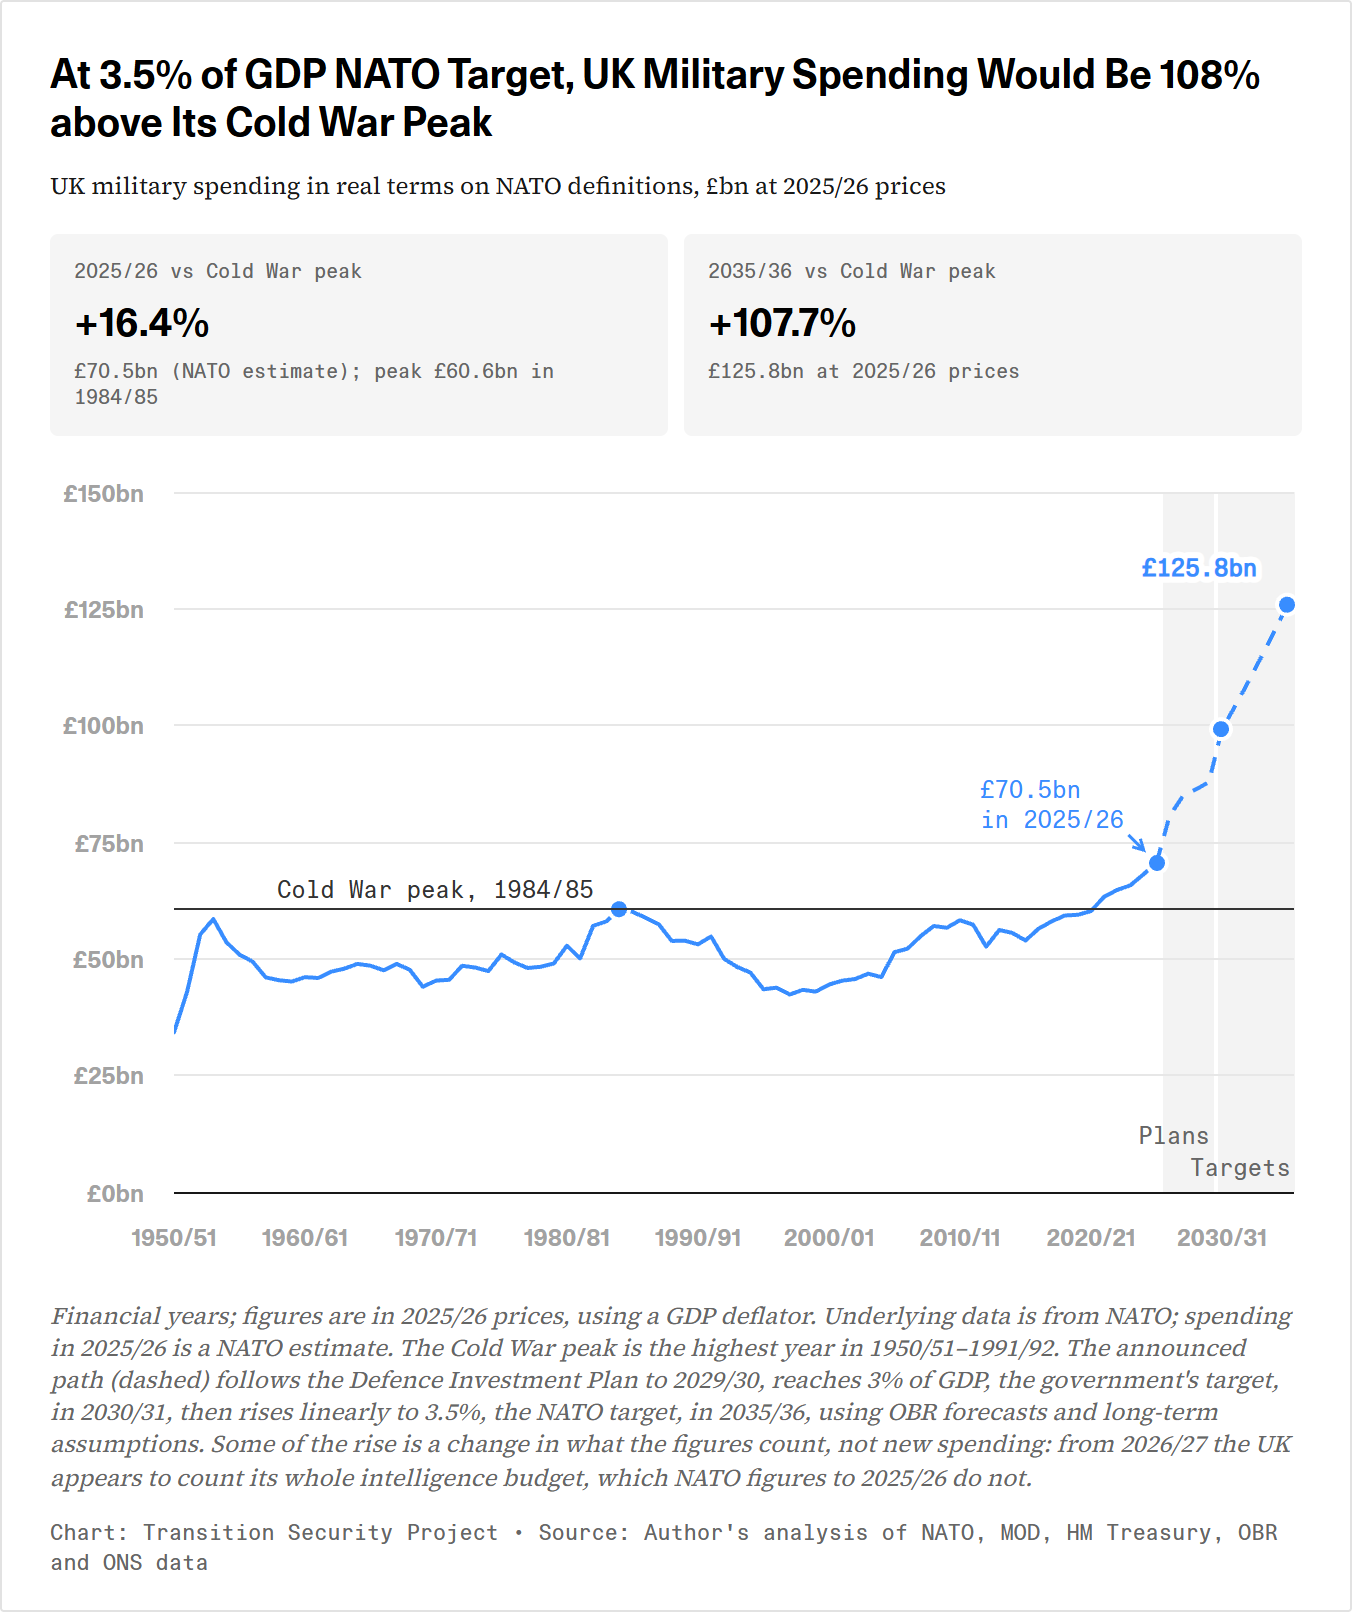 At 3.5% of GDP NATO Target, UK Military Spending Would Be 108%
above Its Cold War Peak
UK military spending in real terms on NATO definitions, £bn at 2025/26 prices
2025/26 vs Cold War peak
+16.4%
£70.5bn (NATO estimate); peak £60.6bn in
1984/85
2035/36 vs Cold War peak
+107.7%
£125.8bn at 2025/26 prices
£150bn
£125.8bn
£125bn
£100bn
£70.5bn
in 2025/26
£75bn
Cold War peak, 1984/85
£50bn
£25bn
Plans
Targets
£0bn
1950/51
1960/61
1970/71
1980/81
1990/91
2000/01
2010/11
2020/21
2030/31
Financial years; figures are in 2025/26 prices, using a GDP deflator. Underlying data is from NATO; spending
in 2025/26 is a NATO estimate. The Cold War peak is the highest year in 1950/51–1991/92. The announced
path (dashed) follows the Defence Investment Plan to 2029/30, reaches 3% of GDP, the government's target,
in 2030/31, then rises linearly to 3.5%, the NATO target, in 2035/36, using OBR forecasts and long-term
assumptions. Some of the rise is a change in what the figures count, not new spending: from 2026/27 the UK
appears to count its whole intelligence budget, which NATO figures to 2025/26 do not.
Chart: Transition Security Project • Source: Author's analysis of NATO, MOD, HM Treasury, OBR
and ONS data